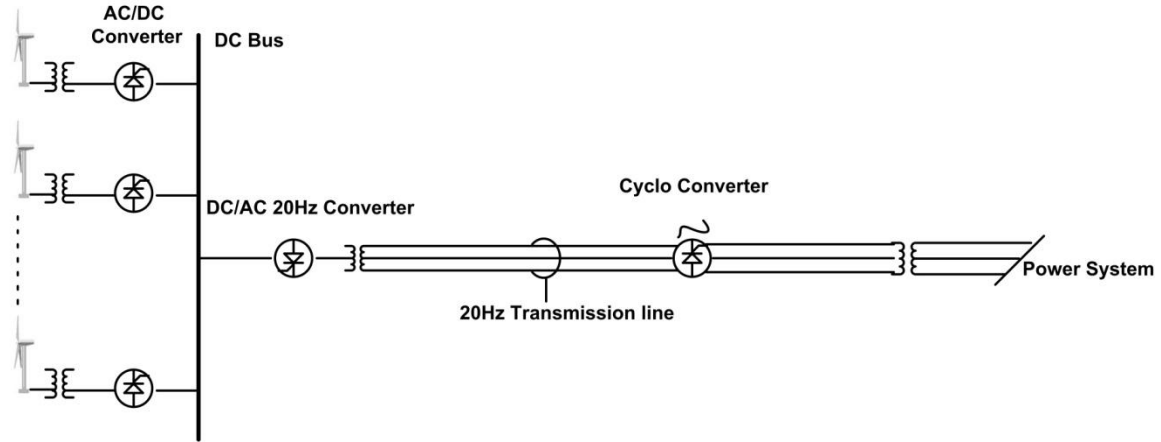 AC/DC
Converter
DC Bus
Cyclo Converter
DC/AC 20Hz Converter
Power System
20Hz Transmission line